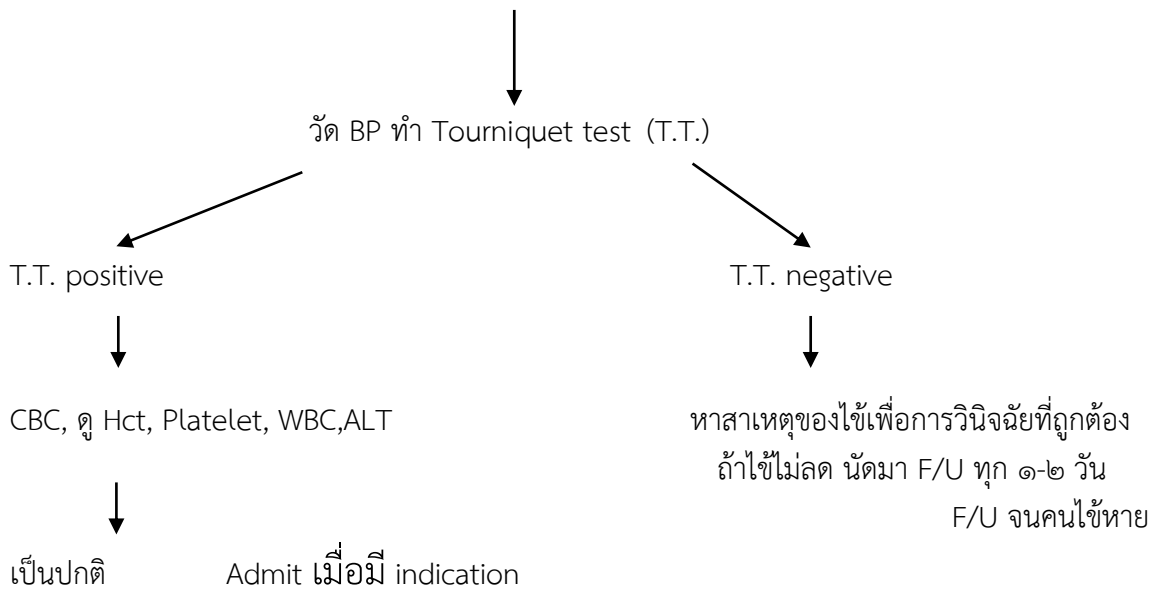 วัด BP ทำ Tourniquet test (T.T.)
T.T. positive
T.T. negative
CBC, ดู Hct, Platelet, WBC,ALT
หาสาเหตุของไข้เพื่อการวินิจฉัยที่ถูกต้อง
ถ้าไข้ไม่ลด นัดมา F/U ทุก ๑-๒ วัน
F/U จนคนไข้หาย
เป็นปกติ
Admit เมื่อมี indication